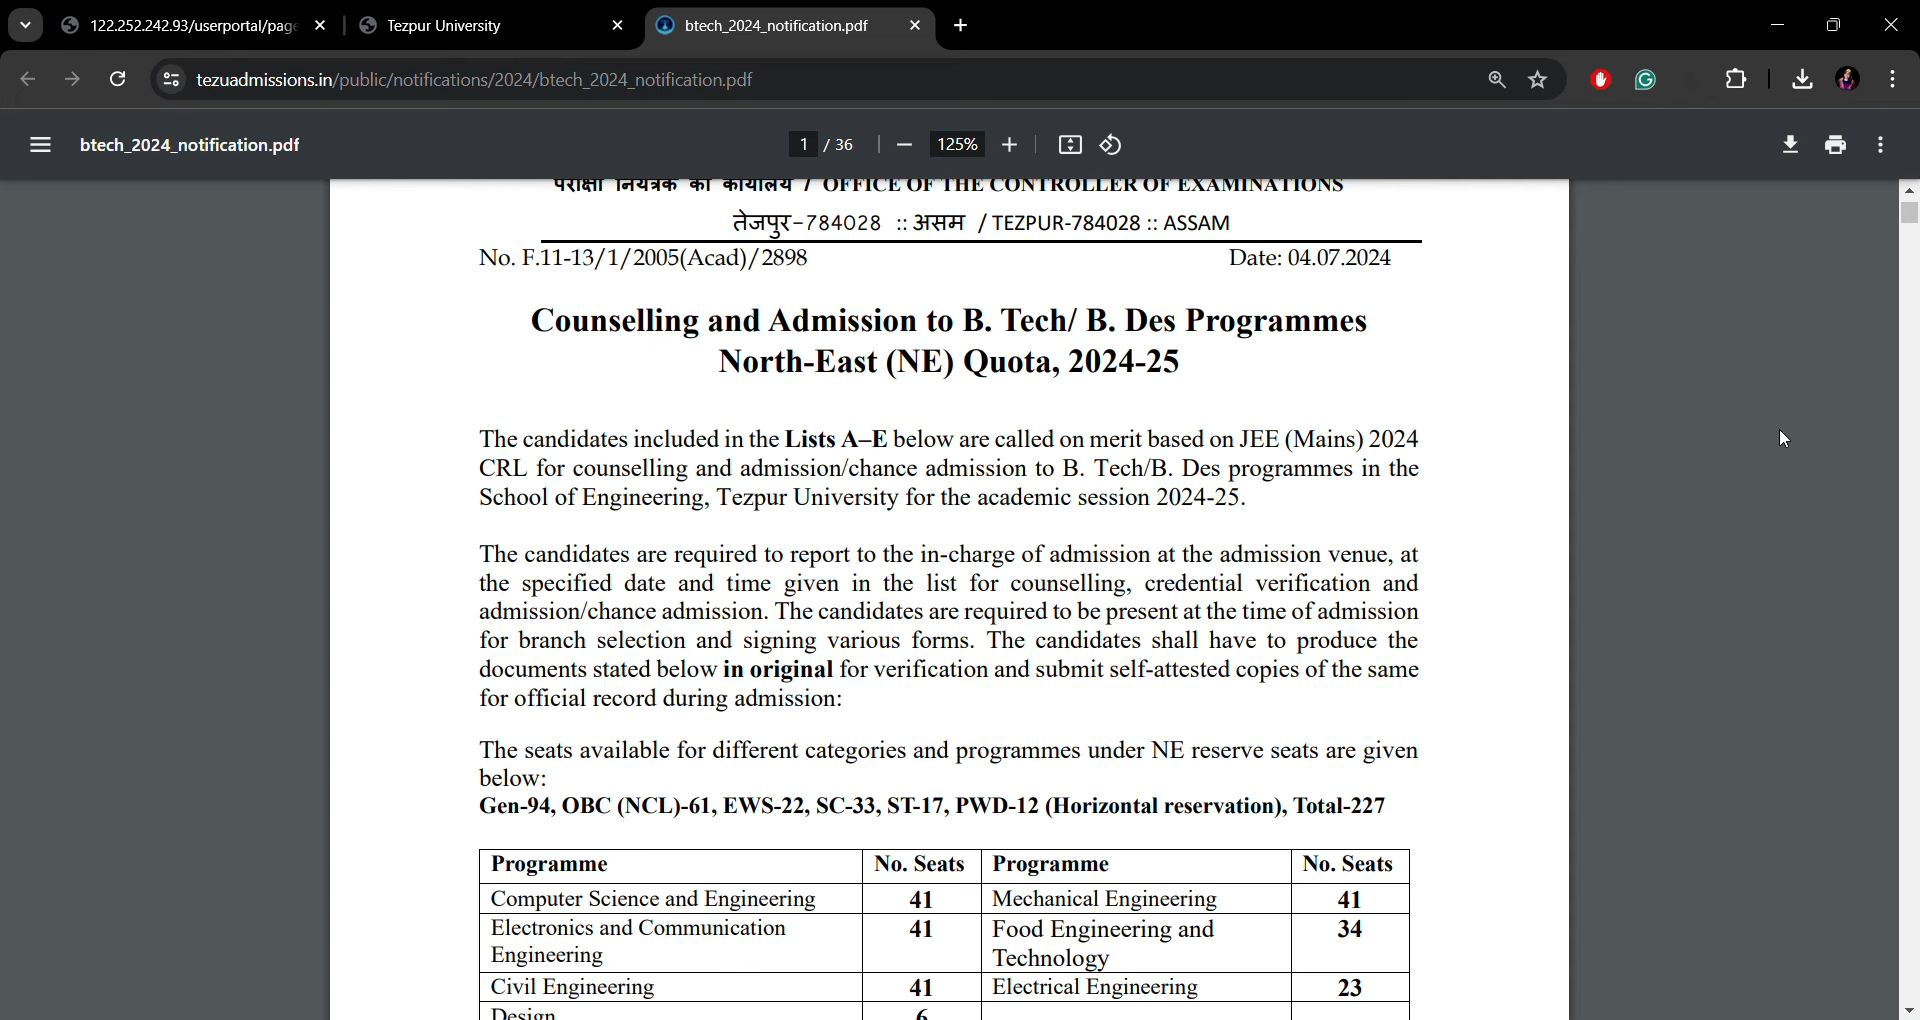 122.252.242.93/userportal/page
Tezpur University
btech_2024_notification.pdf
tezuadmissions.in/public/notifications/2024/btech_2024_notification.pdf
btech_2024_notification.pdf
1 / 36
125%
परीक्षा नियंत्रक का कार्यालय / OFFICE OF THE CONTROLLER OF EXAMINATIONS
तेजपुर-784028 :: असम / TEZPUR-784028 :: ASSAM
No. F.11-13/1/2005(Acad)/2898 Date: 04.07.2024
Counselling and Admission to B. Tech/ B. Des Programmes
North-East (NE) Quota, 2024-25
The candidates included in the Lists A–E below are called on merit based on JEE (Mains) 2024
CRL for counselling and admission/chance admission to B. Tech/B. Des programmes in the
School of Engineering, Tezpur University for the academic session 2024-25.
The candidates are required to report to the in-charge of admission at the admission venue, at
the specified date and time given in the list for counselling, credential verification and
admission/chance admission. The candidates are required to be present at the time of admission
for branch selection and signing various forms. The candidates shall have to produce the
documents stated below in original for verification and submit self-attested copies of the same
for official record during admission:
The seats available for different categories and programmes under NE reserve seats are given
below:
Gen-94, OBC (NCL)-61, EWS-22, SC-33, ST-17, PWD-12 (Horizontal reservation), Total-227
Programme No. Seats Programme No. Seats
Computer Science and Engineering 41 Mechanical Engineering 41
Electronics and Communication 41 Food Engineering and 34
Engineering Technology
Civil Engineering 41 Electrical Engineering 23
Design 6